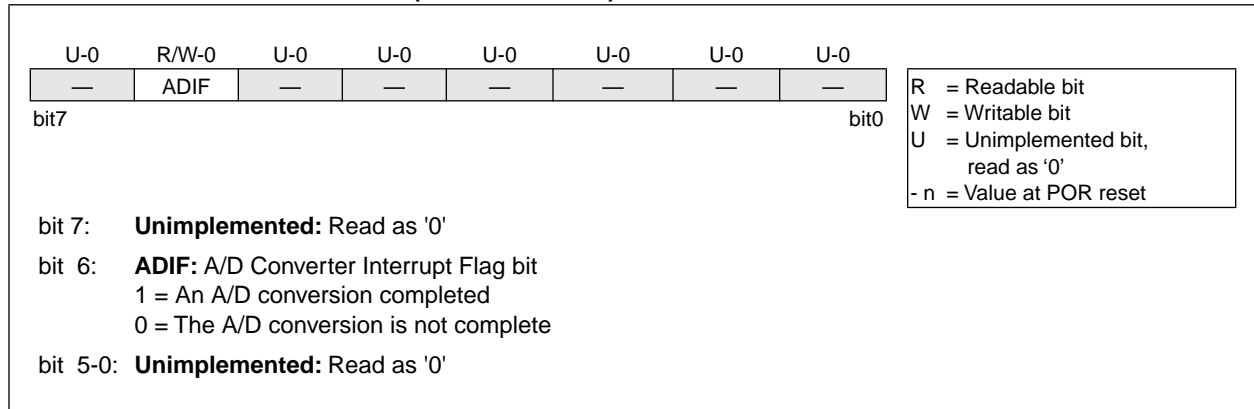 U-0 R/W-0 U-0 U-0 U-0 U-0 U-0 U-0
— ADIF — — — — — —
bit7 bit0
R = Readable bit
W = Writable bit
U = Unimplemented bit,
read as ‘0’
- n = Value at POR reset
bit 7: Unimplemented: Read as '0'
bit 6: ADIF: A/D Converter Interrupt Flag bit
1 = An A/D conversion completed
0 = The A/D conversion is not complete
bit 5-0: Unimplemented: Read as '0'